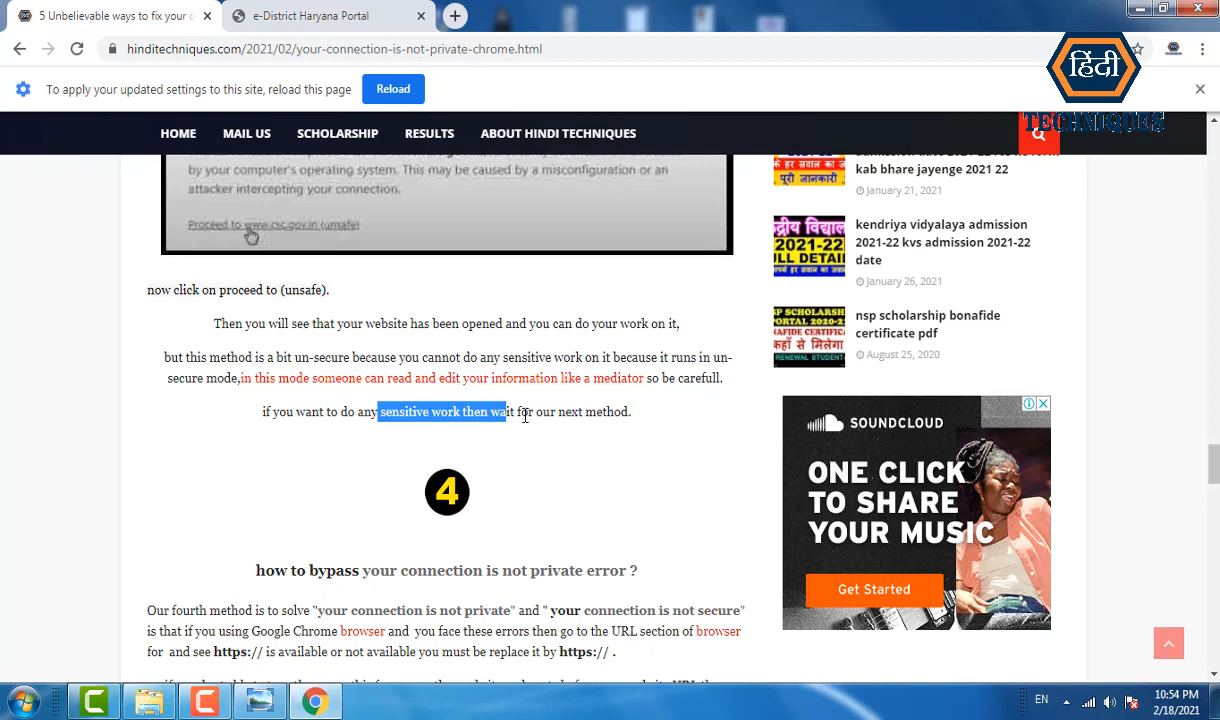 5 Unbelievable ways to fix your c
e-District Haryana Portal
hinditechniques.com/2021/02/your-connection-is-not-private-chrome.html
हिंदी
TECHNIQUES
To apply your updated settings to this site, reload this page
Reload
HOME
MAIL US
SCHOLARSHIP
RESULTS
ABOUT HINDI TECHNIQUES
by your computer's operating system. This may be caused by a misconfiguration or an
attacker intercepting your connection.
Proceed to www.csc.gov.in (unsafe)
now click on proceed to (unsafe).
Then you will see that your website has been opened and you can do your work on it,
but this method is a bit un-secure because you cannot do any sensitive work on it because it runs in un-
secure mode,in this mode someone can read and edit your information like a mediator so be carefull.
if you want to do any sensitive work then wait for our next method.
4
how to bypass your connection is not private error ?
Our fourth method is to solve "your connection is not private" and " your connection is not secure"
is that if you using Google Chrome browser and you face these errors then go to the URL section of browser
for and see https:// is available or not available you must be replace it by https:// .
kab bhare jayenge 2021 22
January 21, 2021
पूरी जानकारी
kendriya vidyalaya admission
2021-22 kvs admission 2021-22
date
January 26, 2021
2021-22
FULL DETAIL
nsp scholarship bonafide
certificate pdf
August 25, 2020
कहाँ से मिलेगा
SOUNDCLOUD
ONE CLICK
TO SHARE
YOUR MUSIC
Get Started
EN
10:54 PM
2/18/2021